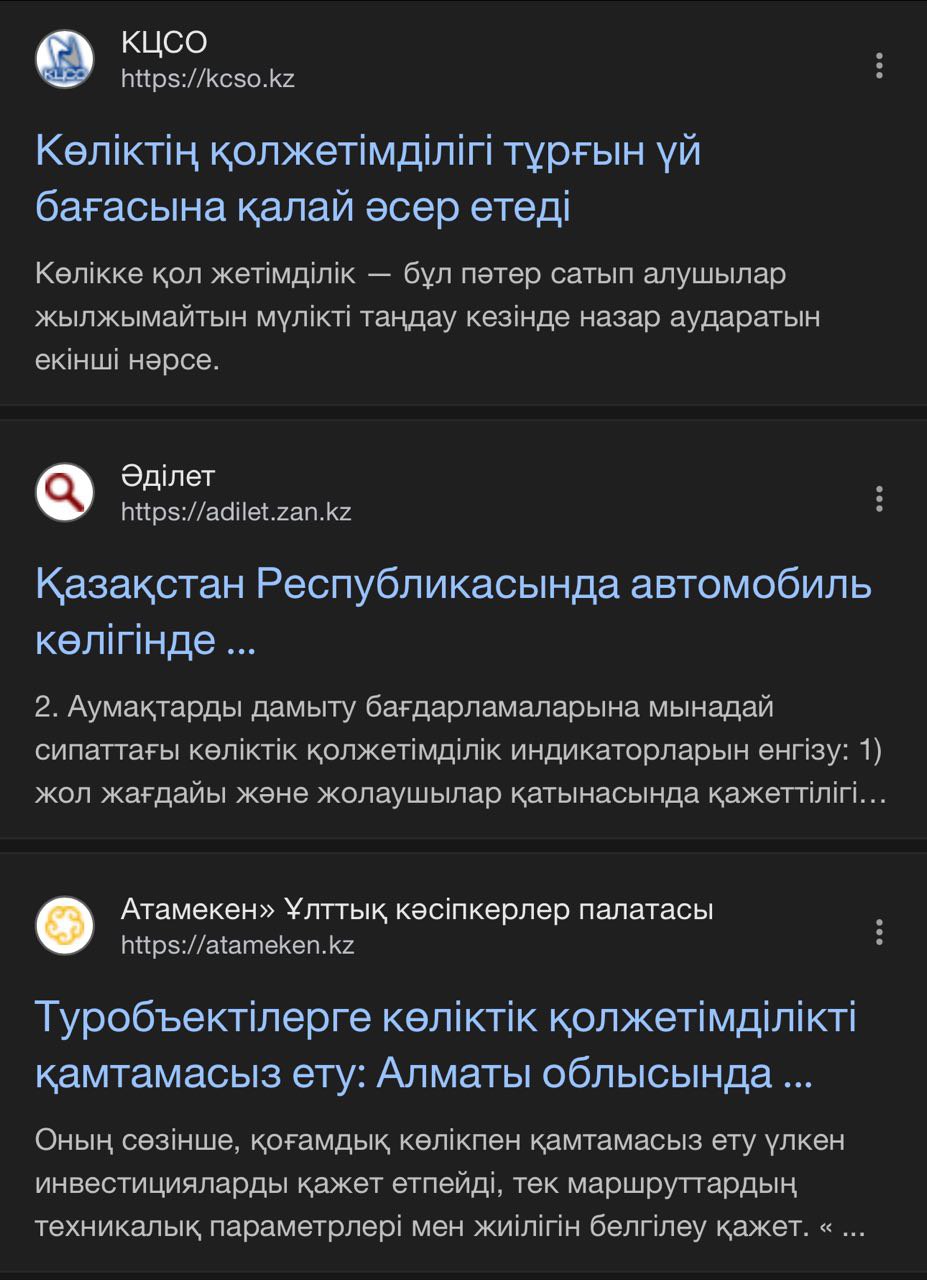 КЦСО
https://kcso.kz
Көліктің қолжетімділігі тұрғын үй
бағасына қалай әсер етеді
Көлікке қол жетімділік — бұл пәтер сатып алушылар
жылжымайтын мүлікті таңдау кезінде назар аударатын
екінші нәрсе.
Әділет
https://adilet.zan.kz
Қазақстан Республикасында автомобиль
көлігінде ...
2. Аумақтарды дамыту бағдарламаларына мынадай
сипаттағы көліктік қолжетімділік индикаторларын енгізу: 1)
жол жағдайы және жолаушылар қатынасында қажеттілігі...
Атамекен» Ұлттық кәсіпкерлер палатасы
https://atameken.kz
Туробъектілерге көліктік қолжетімділікті
қамтамасыз ету: Алматы облысында ...
Оның сөзінше, қоғамдық көлікпен қамтамасыз ету үлкен
инвестицияларды қажет етпейді, тек маршруттардың
техникалық параметрлері мен жиілігін белгілеу қажет. « ...